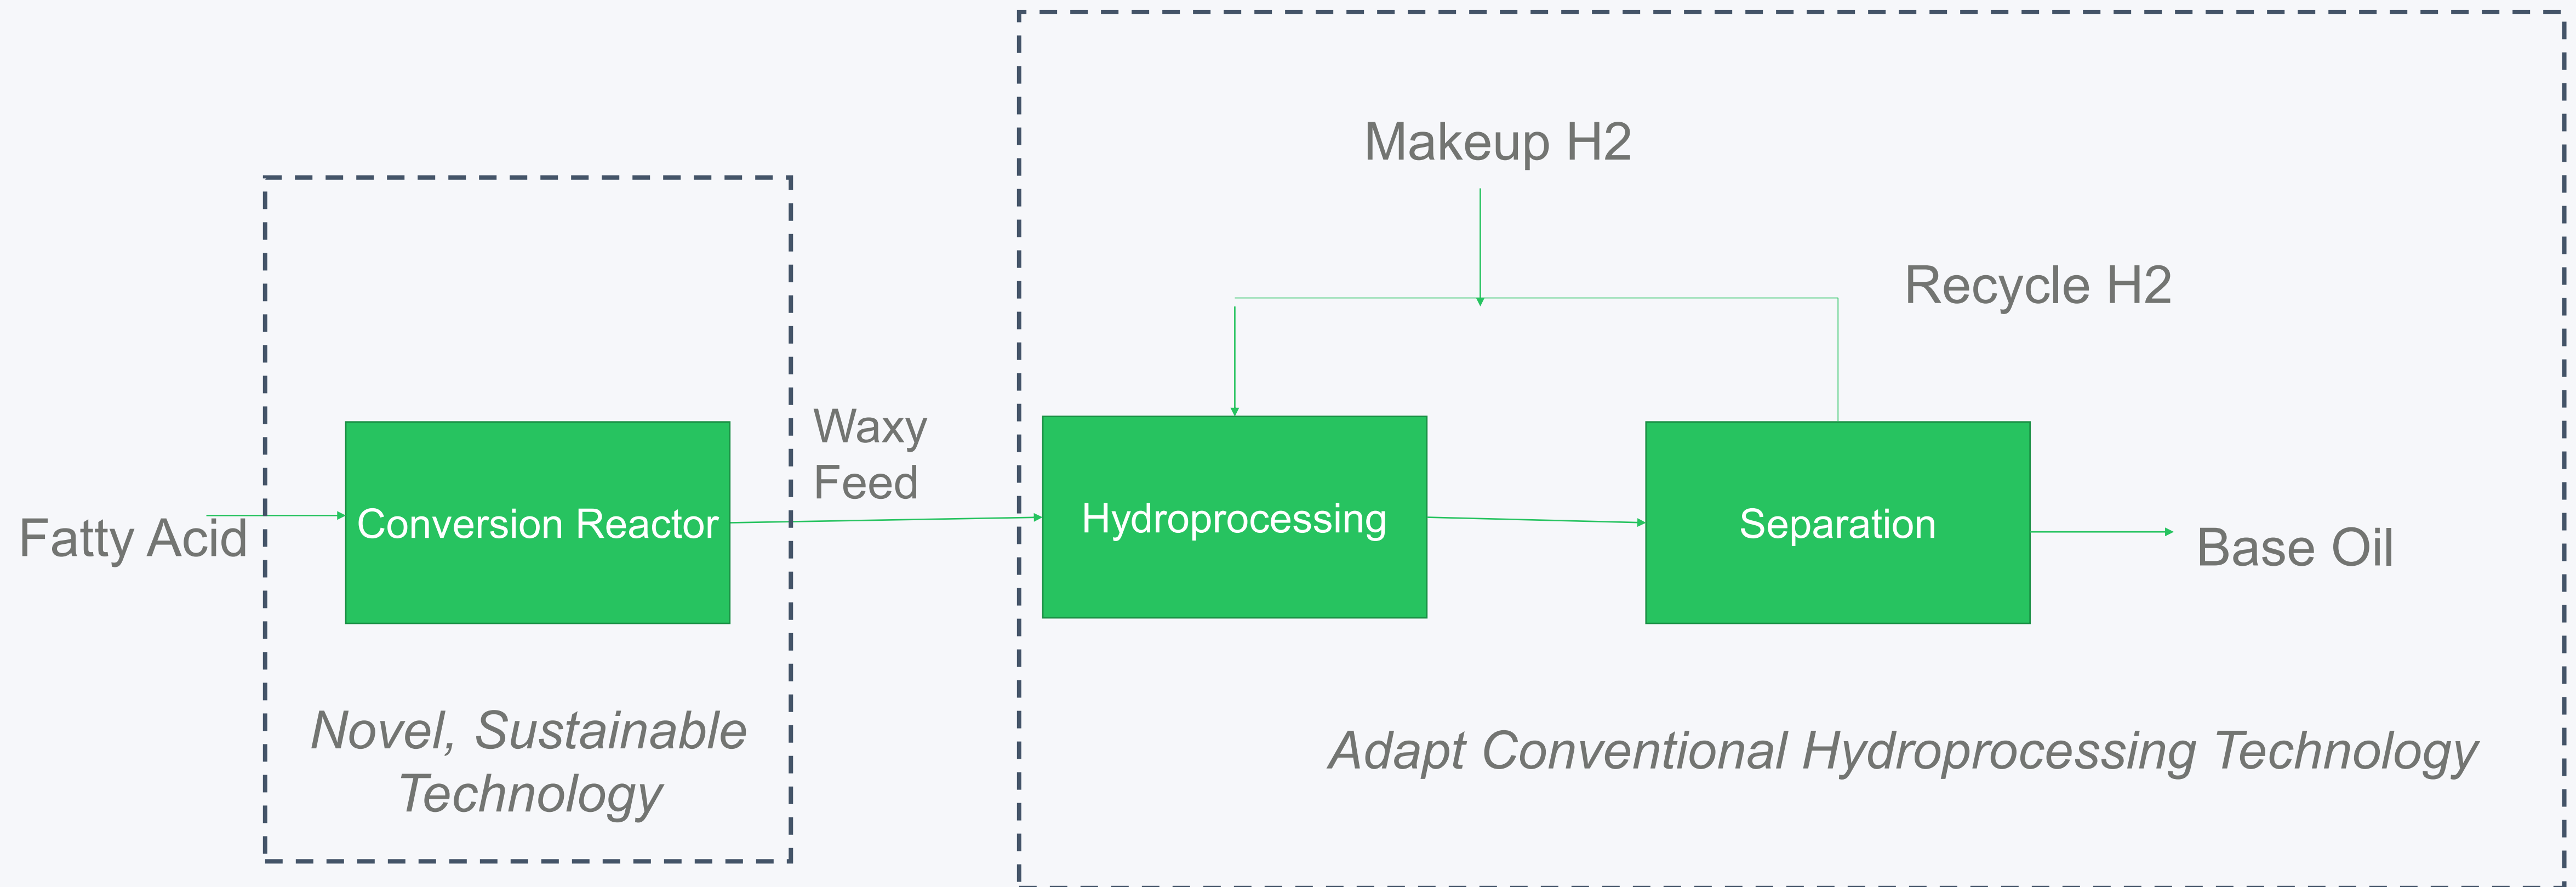 Makeup H2
Recycle H2
Waxy
Feed
Fatty Acid
Conversion Reactor
Hydroprocessing
Separation
Base Oil
Novel, Sustainable
Technology
Adapt Conventional Hydroprocessing Technology